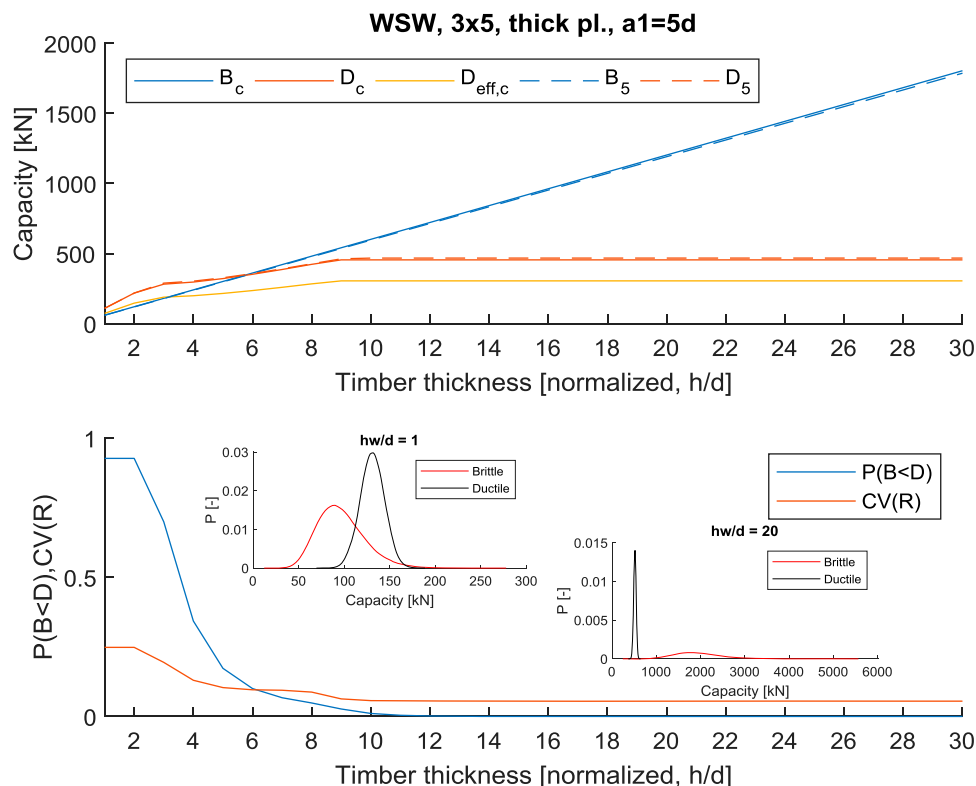 WSW, 3x5, thick pl., a1=5d
2000
1500
1000
500
0
Capacity [kN]
B_c D_c D_eff,c B_5 D_5
2 4 6 8 10 12 14 16 18 20 22 24 26 28 30
Timber thickness [normalized, h/d]
1
0.5
0
P(B<D),CV(R)
hw/d = 1
0.03
0.02
0.01
0
P [-]
Brittle
Ductile
0 50 100 150 200 250 300
Capacity [kN]
P(B<D)
CV(R)
hw/d = 20
0.015
0.01
0.005
0
P [-]
Brittle
Ductile
0 1000 2000 3000 4000 5000 6000
Capacity [kN]
2 4 6 8 10 12 14 16 18 20 22 24 26 28 30
Timber thickness [normalized, h/d]